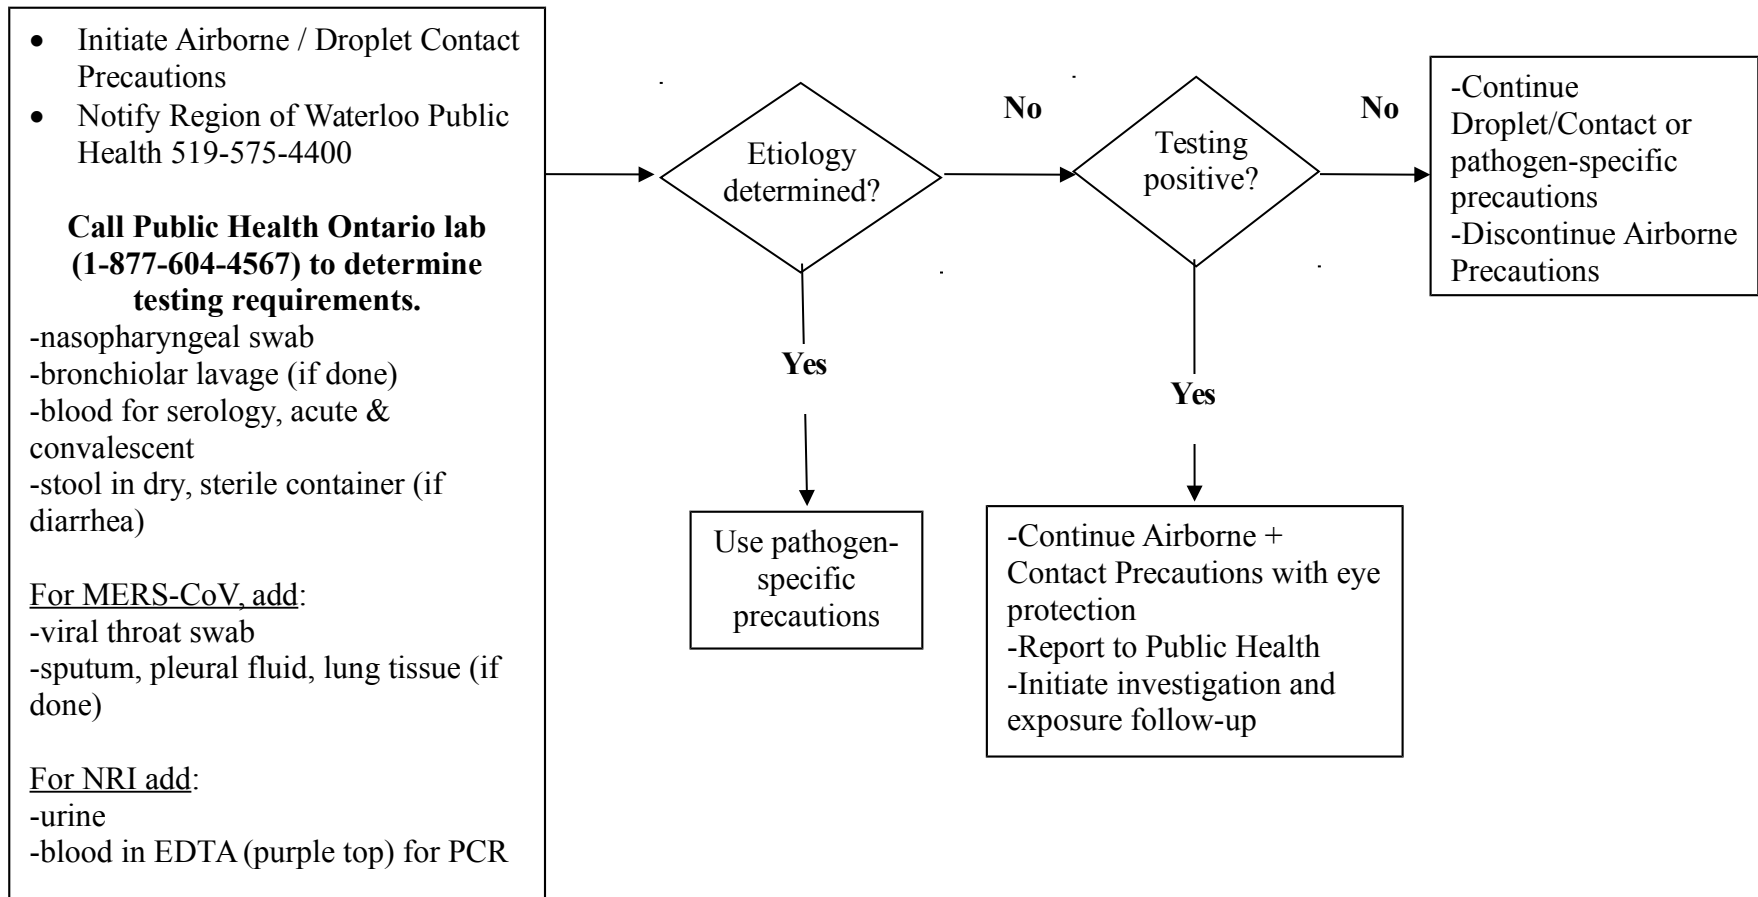 • Initiate Airborne / Droplet Contact
Precautions
• Notify Region of Waterloo Public
Health 519-575-4400
Call Public Health Ontario lab
(1-877-604-4567) to determine
testing requirements.
-nasopharyngeal swab
-bronchiolar lavage (if done)
-blood for serology, acute &
convalescent
-stool in dry, sterile container (if
diarrhea)
For MERS-CoV, add:
-viral throat swab
-sputum, pleural fluid, lung tissue (if
done)
For NRI add:
-urine
-blood in EDTA (purple top) for PCR
Etiology
determined?
Yes
Use pathogen-
specific
precautions
No
Testing
positive?
Yes
-Continue Airborne +
Contact Precautions with eye
protection
-Report to Public Health
-Initiate investigation and
exposure follow-up
No
-Continue
Droplet/Contact or
pathogen-specific
precautions
-Discontinue Airborne
Precautions